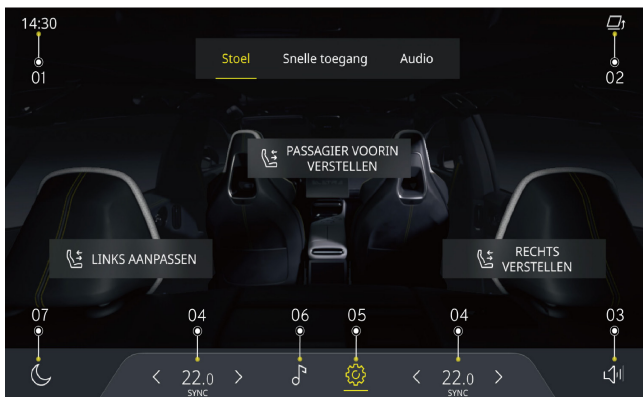 14:30
01
02
Stoel Snelle toegang Audio
PASSAGIER VOORIN
VERSTELLEN
LINKS AANPASSEN
RECHTS
VERSTELLEN
07 04 06 05 04 03
22.0 22.0
SYNC SYNC